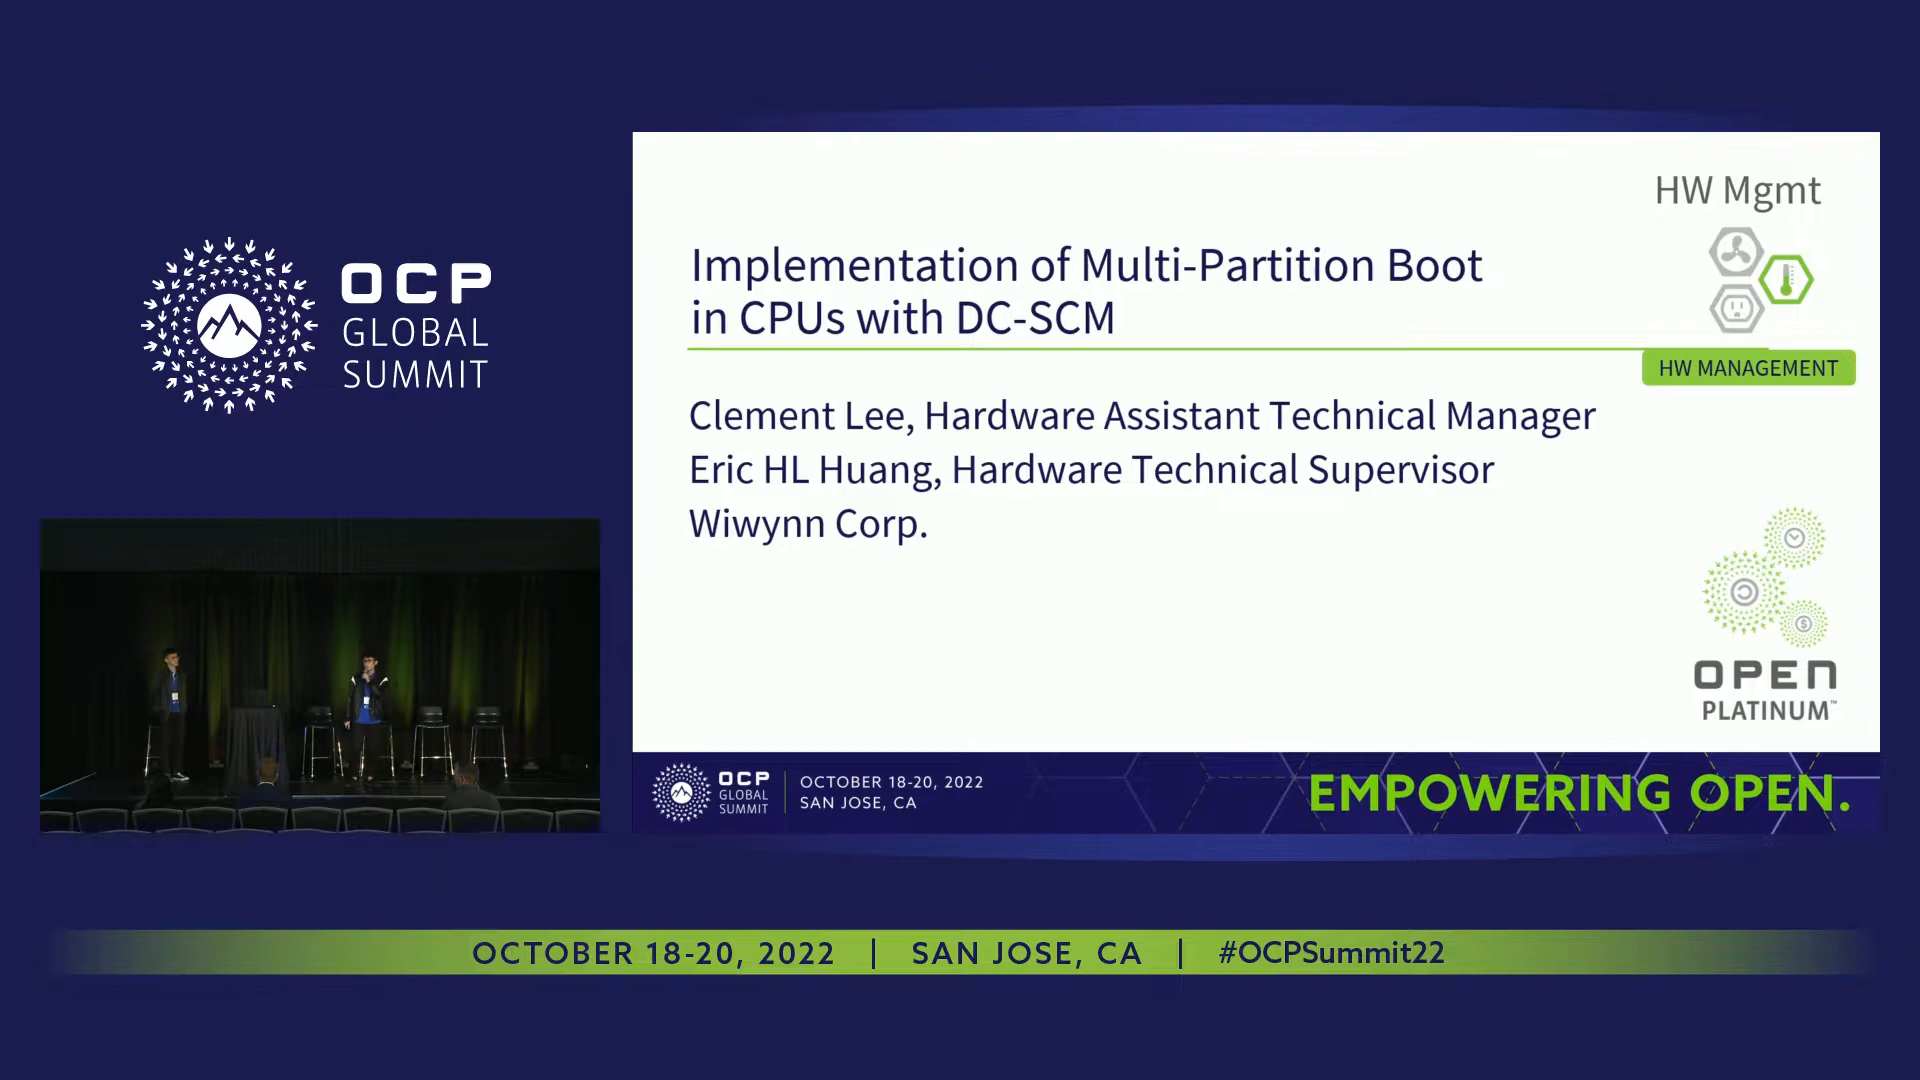 OCP
GLOBAL
SUMMIT
HW Mgmt
Implementation of Multi-Partition Boot
in CPUs with DC-SCM
HW MANAGEMENT
Clement Lee, Hardware Assistant Technical Manager
Eric HL Huang, Hardware Technical Supervisor
Wiwynn Corp.
OPEN
PLATINUM™
OCP
GLOBAL
SUMMIT
OCTOBER 18-20, 2022
SAN JOSE, CA
EMPOWERING OPEN.
OCTOBER 18-20, 2022 | SAN JOSE, CA | #OCPSummit22